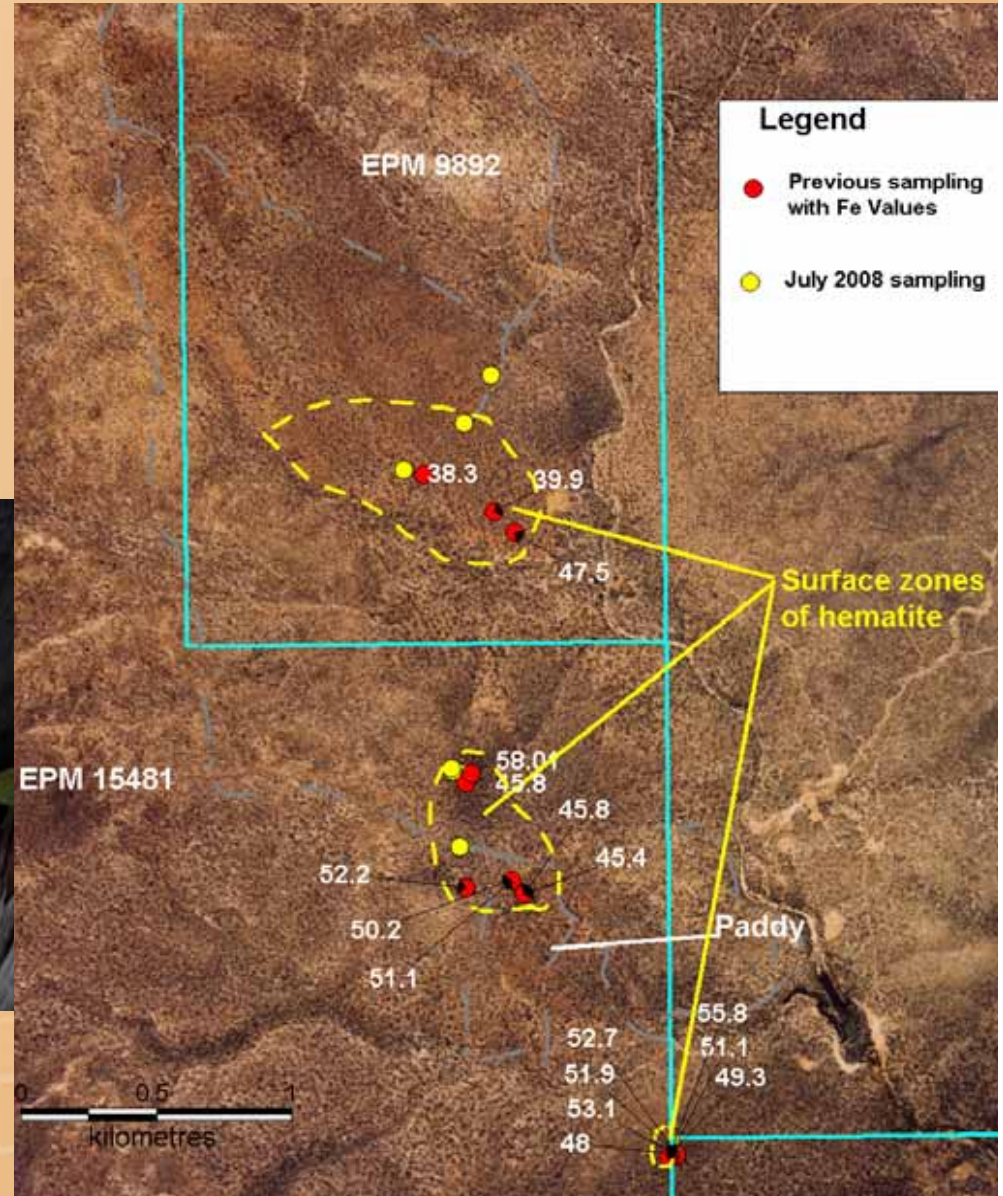 Legend
Previous sampling
with Fe Values
July 2008 sampling
EPM 9892
38.3
39.9
47.5
Surface zones
of hematite
EPM 15481
58.01
45.8
45.8
45.4
52.2
50.2
51.1
Paddy
55.8
52.7
51.1
51.9
49.3
53.1
48
0 0.5 1
kilometres